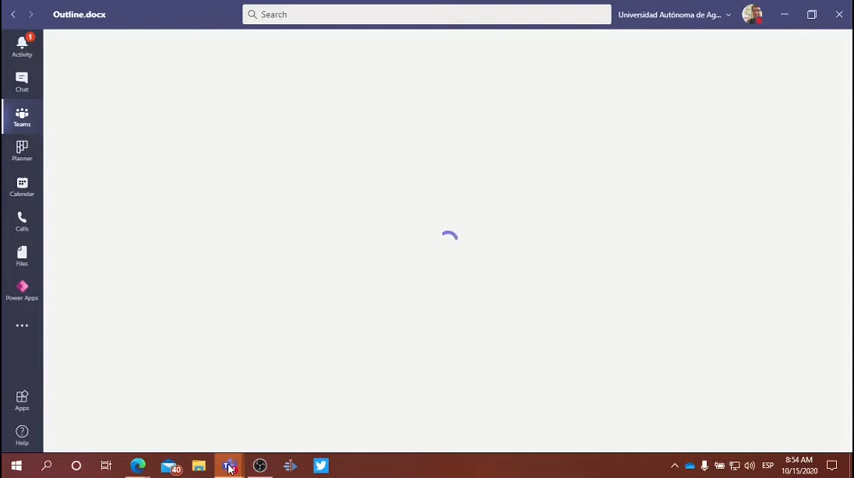 Outline.docx
Search
Universidad Autónoma de Ag...
1
Activity
Chat
Teams
Planner
Calendar
Calls
Files
Power Apps
Apps
Help
40
ESP
8:54 AM
10/15/2020